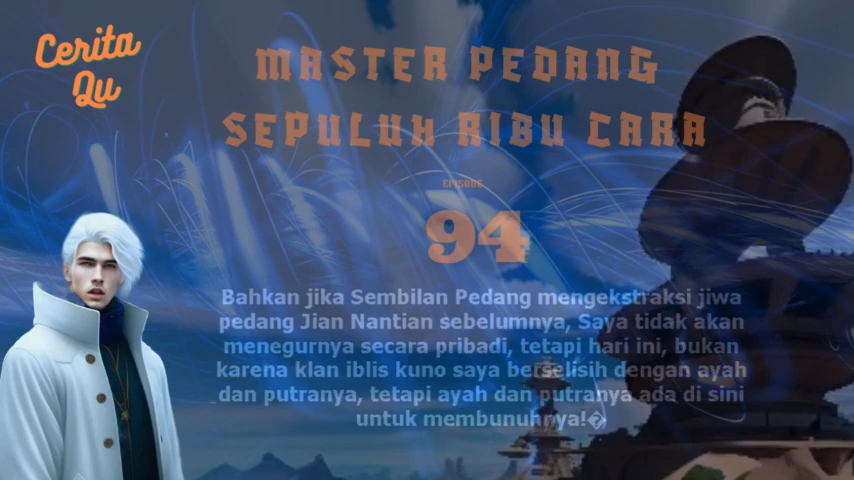 Cerita
Qu
MASTER PEDANG
SEPULUH RIBU CARA
EPISODE
94
Bahkan jika Sembilan Pedang mengekstraksi jiwa
pedang Jian Nantian sebelumnya, Saya tidak akan
menegurnya secara pribadi, tetapi hari ini, bukan
karena klan iblis kuno saya berselisih dengan ayah
dan putranya, tetapi ayah dan putranya ada di sini
untuk membunuhnya!�